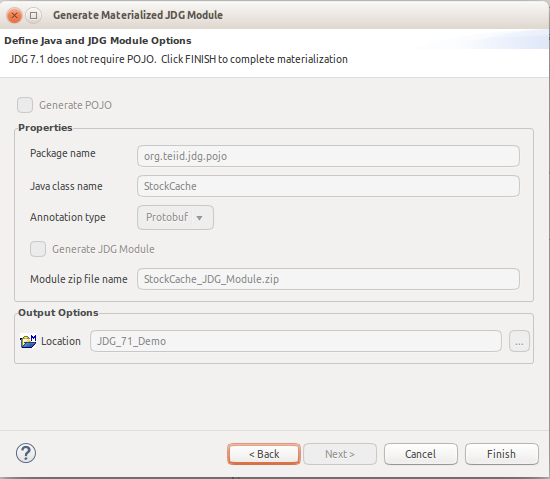 Generate Materialized JDG Module
Define Java and JDG Module Options
JDG 7.1 does not require POJO. Click FINISH to complete materialization
Generate POJO
Properties
Package name org.teiid.jdg.pojo
Java class name StockCache
Annotation type Protobuf
Generate JDG Module
Module zip file name StockCache_JDG_Module.zip
Output Options
Location JDG_71_Demo ...
? < Back Next > Cancel Finish